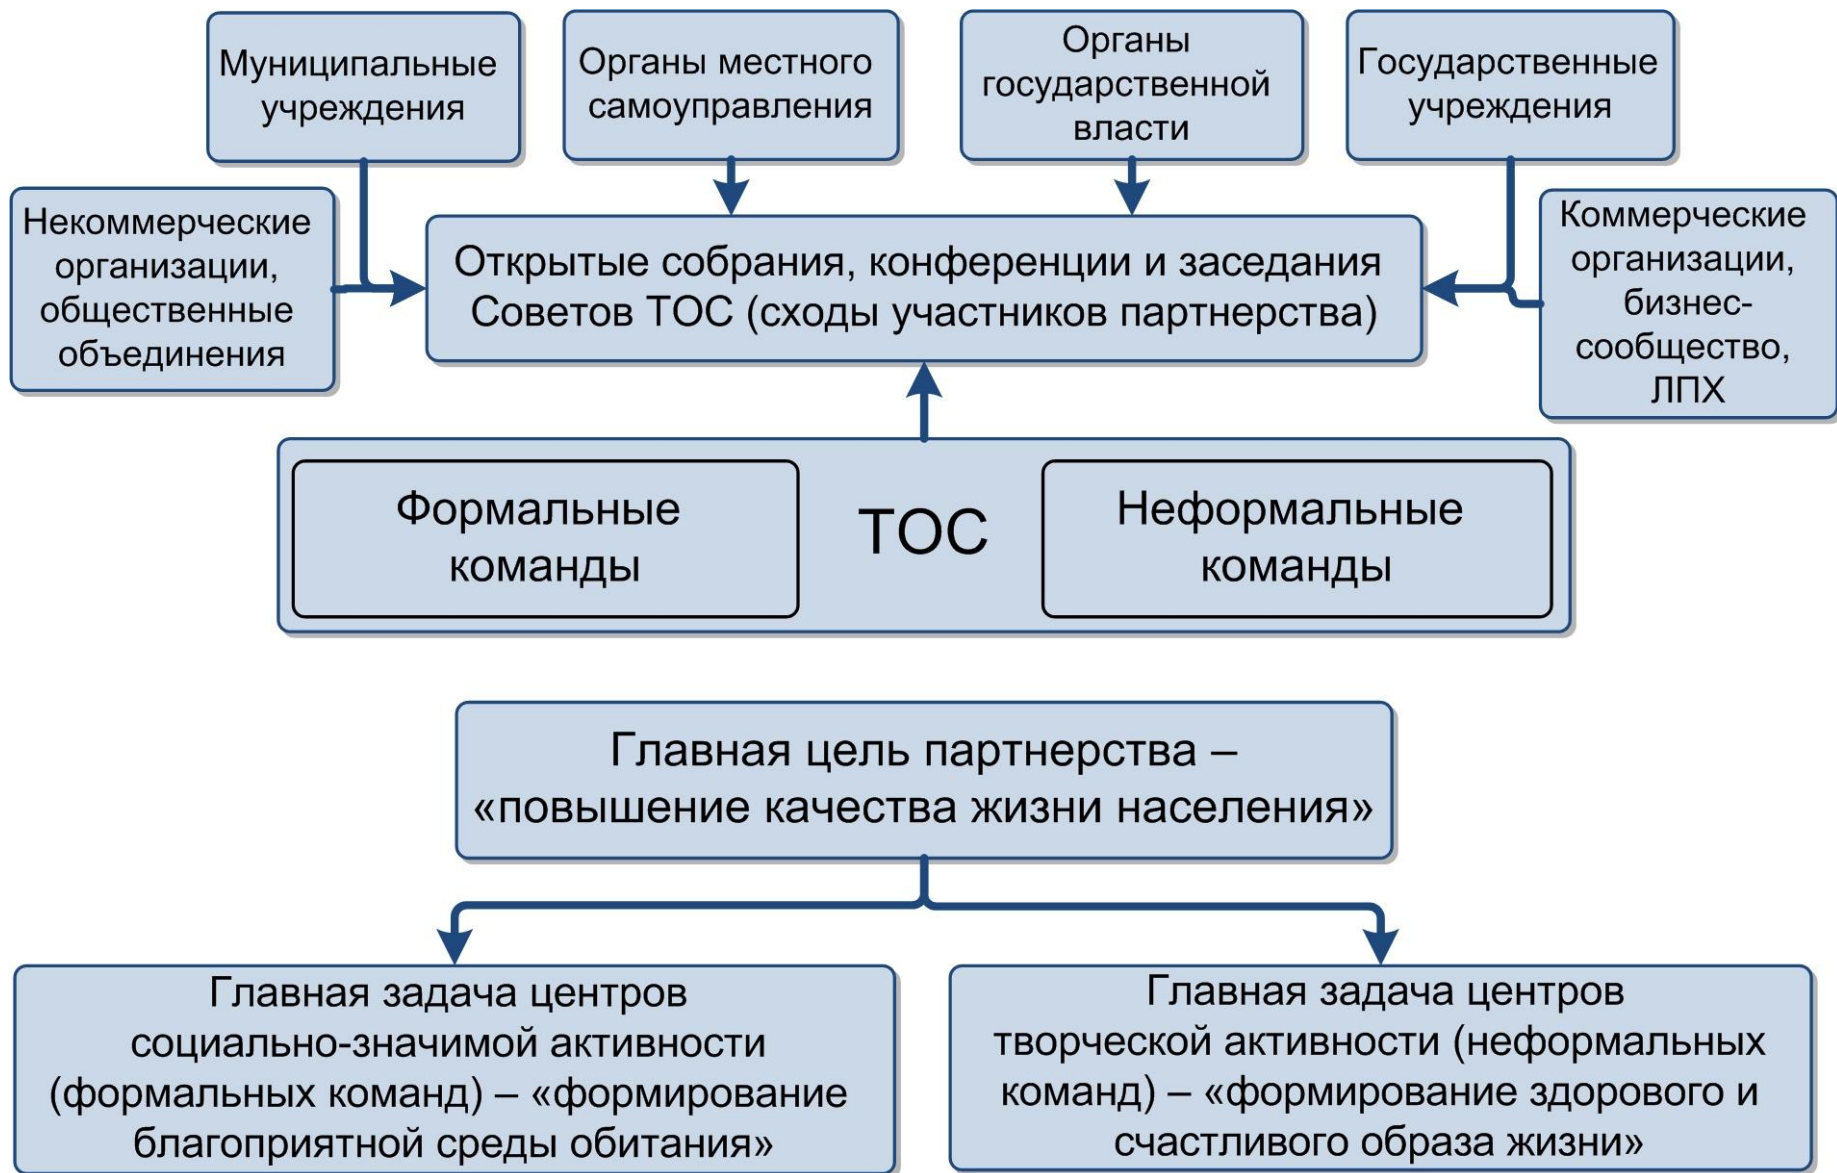 Муниципальные
учреждения
Органы местного
самоуправления
Органы
государственной
власти
Государственные
учреждения
Некоммерческие
организации,
общественные
объединения
Открытые собрания, конференции и заседания
Советов ТОС (сходы участников партнерства)
Коммерческие
организации,
бизнес-
сообщество,
ЛПХ
Формальные
команды
ТОС
Неформальные
команды
Главная цель партнерства –
«повышение качества жизни населения»
Главная задача центров
социально-значимой активности
(формальных команд) – «формирование
благоприятной среды обитания»
Главная задача центров
творческой активности (неформальных
команд) – «формирование здорового и
счастливого образа жизни»